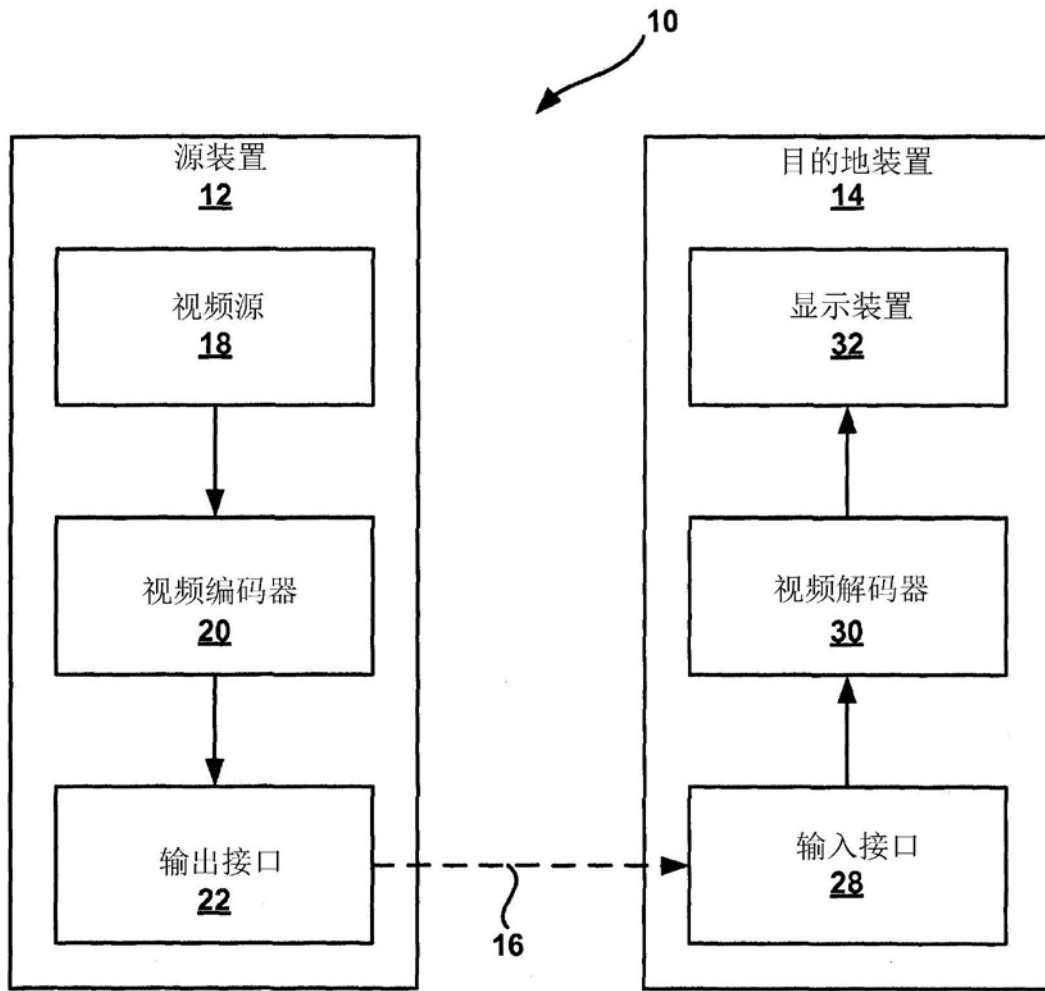 10
源装置
12
视频源
18
视频编码器
20
输出接口
22
16
目的地装置
14
显示装置
32
视频解码器
30
输入接口
28